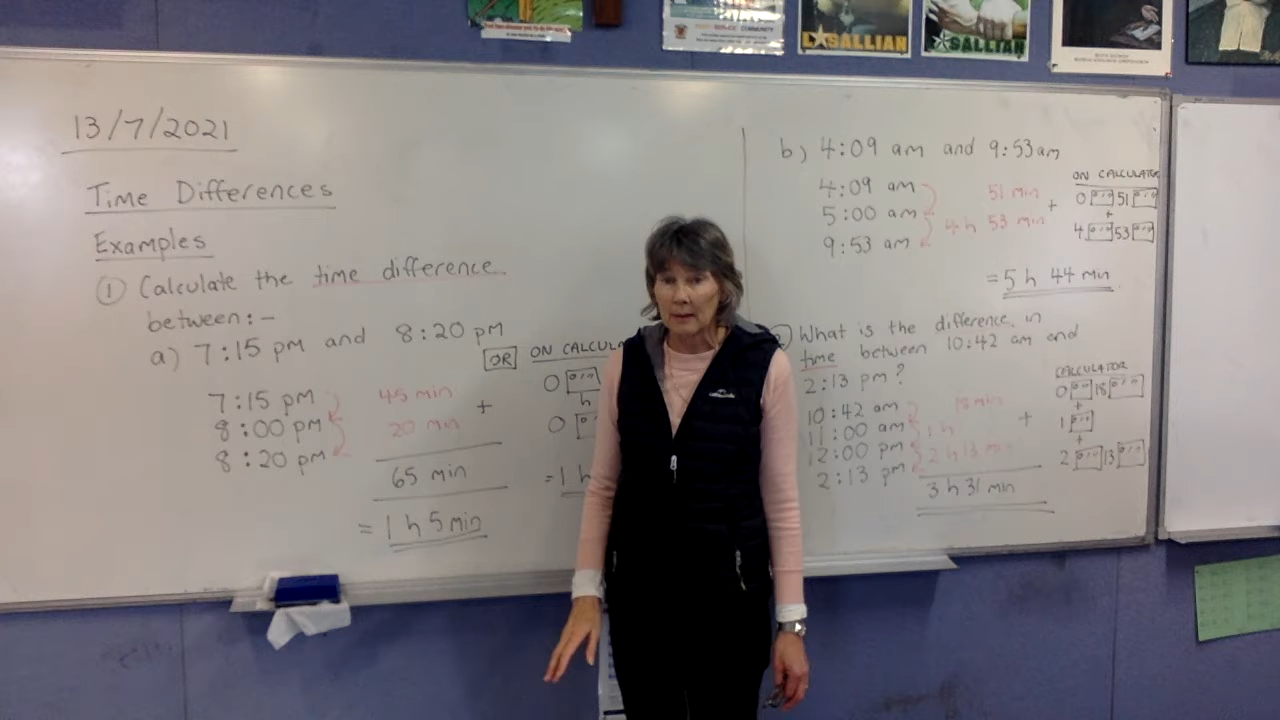 LASALLIAN
SALLIAN
13/7/2021
Time Differences
Examples
① Calculate the time difference
between:-
a) 7:15 pm and 8:20 pm
7:15 pm 45 min
8:00 pm 20 min +
8:20 pm
65 min
= 1 h 5 min
OR ON
0
h
0
= 1 h
b) 4:09 am and 9:53 am
4:09 am 51 min
5:00 am 4 h 53 min +
9:53 am
ON CALCULATOR
0 51
+
4 53
= 5 h 44 min
What is the difference in
time between 10:42 am and
2:13 pm?
10:42 am 18 min
11:00 am 1 h +
12:00 pm 2 h 13 min
2:13 pm
3 h 31 min
CALCULATOR
0 18
+
1
+
2 13